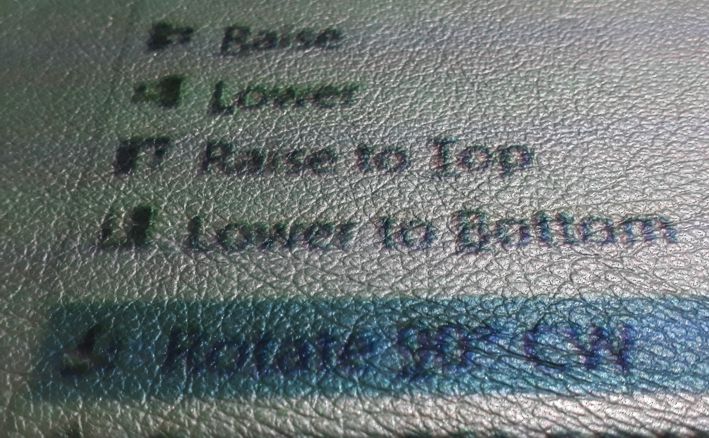 Raise
Lower
Raise to Top
Lower to Bottom
Rotate 90° CW